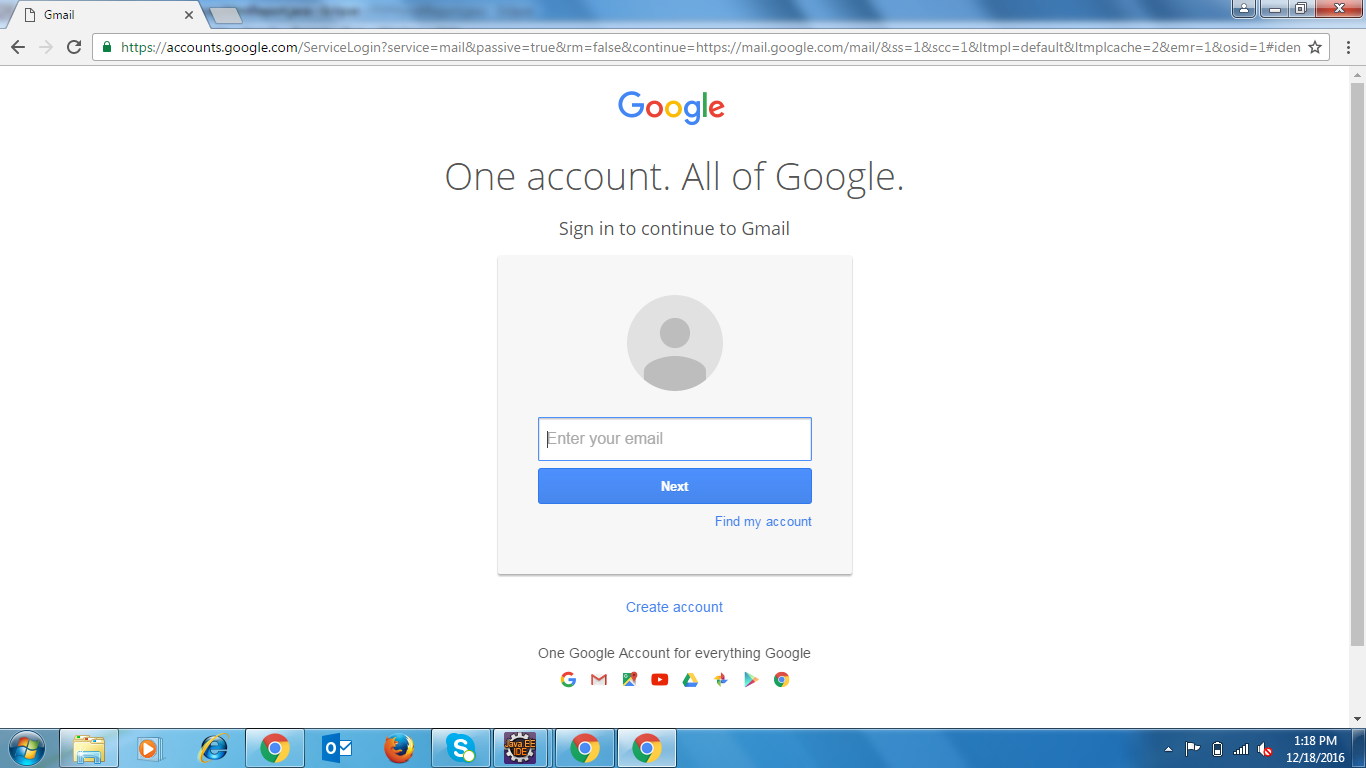 Gmail
https://accounts.google.com/ServiceLogin?service=mail&passive=true&rm=false&continue=https://mail.google.com/mail/&ss=1&scc=1&ltmpl=default&ltmplcache=2&emr=1&osid=1#iden
Google
One account. All of Google.
Sign in to continue to Gmail
Enter your email
Next
Find my account
Create account
One Google Account for everything Google
Java EE
IDE
1:18 PM
12/18/2016